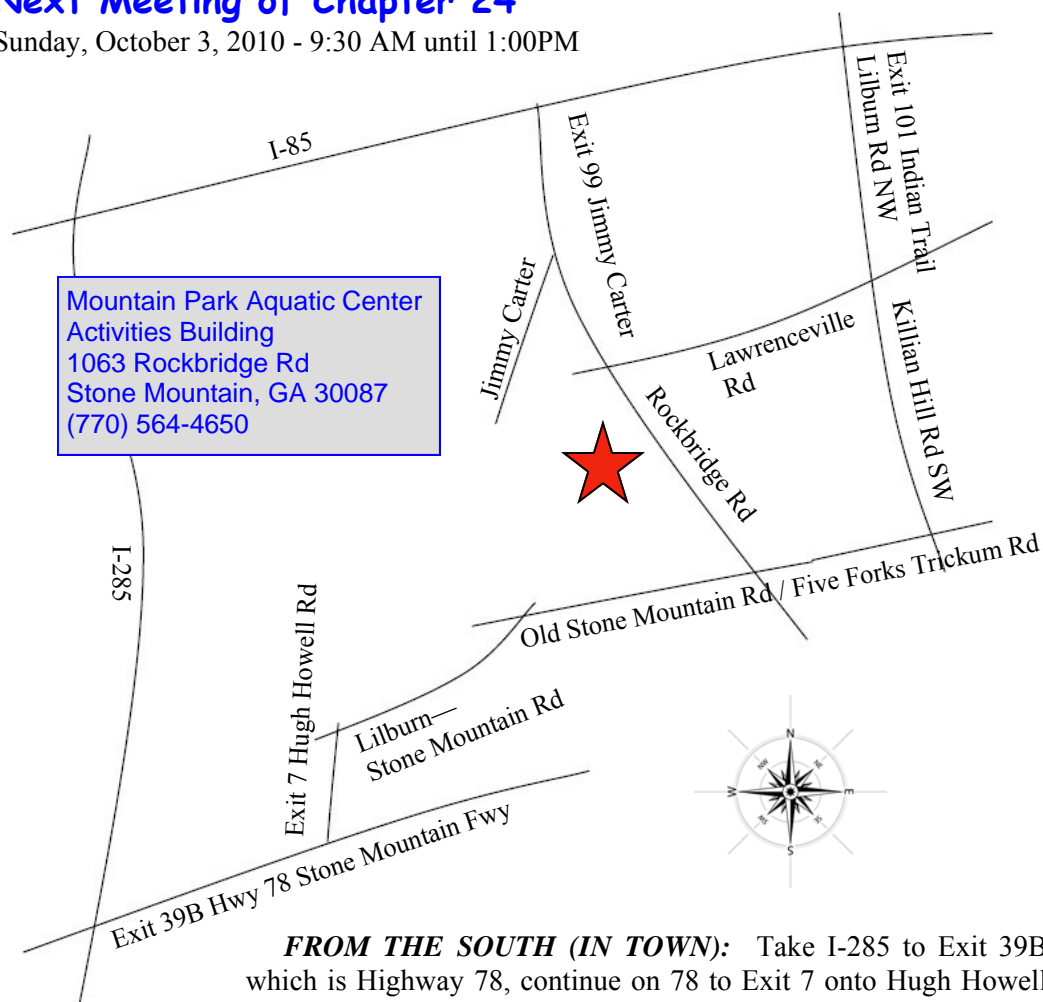 Next Meeting of Chapter 24
Sunday, October 3, 2010 - 9:30 AM until 1:00PM
I-85
Exit 99 Jimmy Carter
Exit 101 Indian Trail
Lilburn Rd NW
Mountain Park Aquatic Center
Activities Building
1063 Rockbridge Rd
Stone Mountain, GA 30087
(770) 564-4650
Jimmy Carter
Lawrenceville
Rd
Killian Hill Rd SW
Rockbridge Rd
I-285
Old Stone Mountain Rd / Five Forks Trickum Rd
Exit 7 Hugh Howell Rd
Lilburn—
Stone Mountain Rd
Exit 39B Hwy 78 Stone Mountain Fwy
N
NW
NE
W
E
SW
SE
S
FROM THE SOUTH (IN TOWN): Take I-285 to Exit 39B
which is Highway 78, continue on 78 to Exit 7 onto Hugh Howell